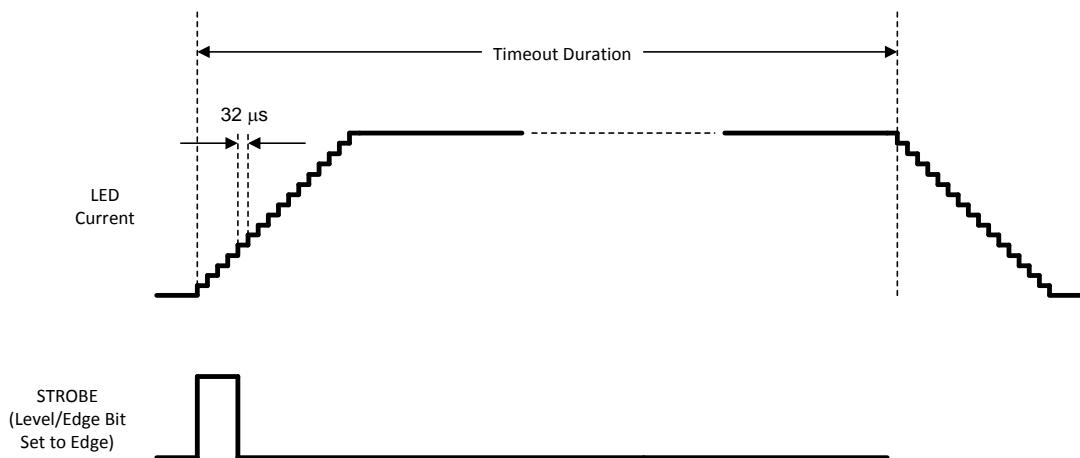 Timeout Duration
32 μs
LED
Current
STROBE
(Level/Edge Bit
Set to Edge)